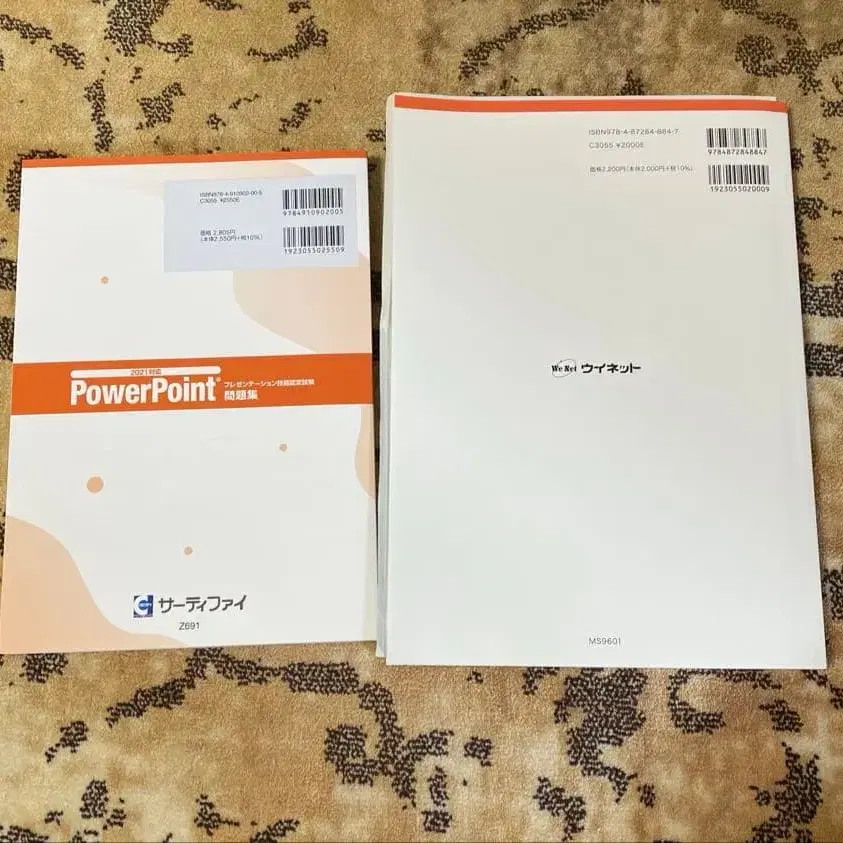 ISBN978-4-910902-00-5
C3055 ¥2550E
9784910902005
価格 2,805円
(本体2,550円+税10%)
1923055025509
2021対応
PowerPoint®
プレゼンテーション技能認定試験
問題集
サーティファイ
Z691
ISBN978-4-87284-884-7
C3055 ¥2000E
9784872848847
価格2,200円(本体2,000円+税10%)
1923055020009
We Net ウイネット
MS9601